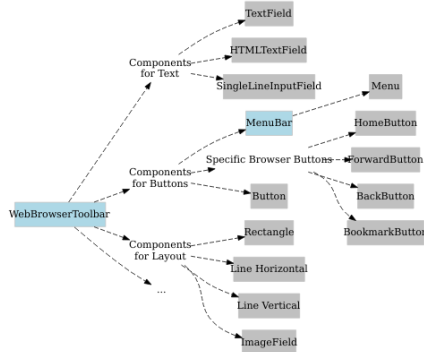 TextField
HTMLTextField
Components
for Text
SingleLineInputField
Menu
MenuBar
HomeButton
Specific Browser Buttons
ForwardButton
Components
for Buttons
Button
BackButton
WebBrowserToolbar
Rectangle
BookmarkButton
Components
for Layout
Line Horizontal
...
Line Vertical
ImageField